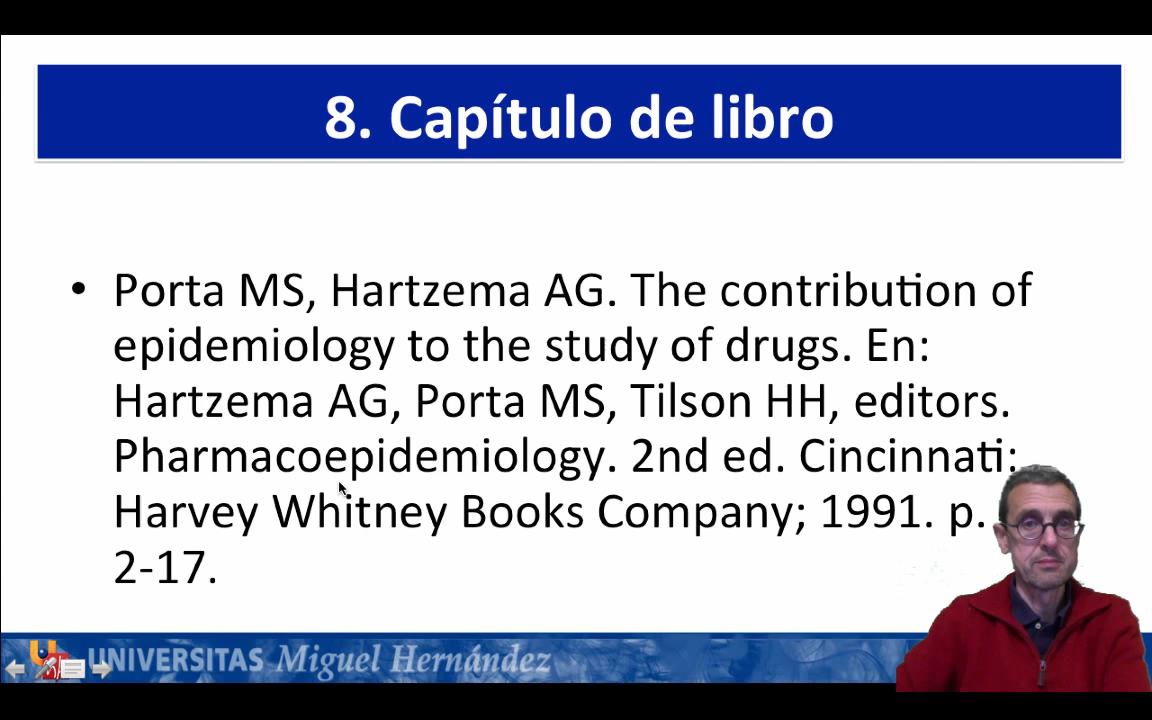 8. Capítulo de libro
• Porta MS, Hartzema AG. The contribution of
epidemiology to the study of drugs. En:
Hartzema AG, Porta MS, Tilson HH, editors.
Pharmacoepidemiology. 2nd ed. Cincinnati:
Harvey Whitney Books Company; 1991. p.
2-17.
UNIVERSITAS Miguel Hernández